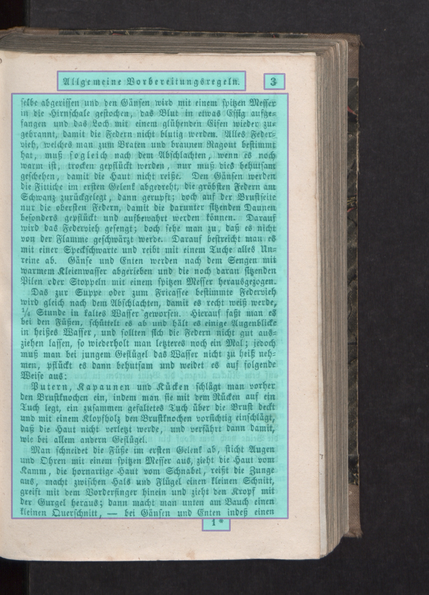 Allgemeine Vorbereitungsregeln. 3
selbe abgerissen und den Gänsen wird mit einem spitzen Messer
in die Hirnschale gestochen, das Blut in etwas Essig aufge-
fangen und das Loch mit einem glühenden Eisen wieder zu-
gebrannt, damit die Federn nicht blutig werden. Alles Feder-
vieh, welches man zum Braten und braunen Ragout bestimmt
hat, muß sogleich nach dem Abschlachten, wenn es noch
warm ist, trocken gepflückt werden, nur muß dies behutsam
geschehen, damit die Haut nicht reiße. Den Gänsen werden
die Fittiche im ersten Gelenk abgedreht, die gröbsten Federn am
Schwanz zurückgelegt, dann gerupft; doch auf der Brustseite
nur die obersten Federn, damit die darunter sitzenden Daunen
besonders gepflückt und aufbewahrt werden können. Darauf
wird das Federvieh gesengt; doch sehe man zu, daß es nicht
von der Flamme geschwärzt werde. Darauf bestreicht man es
mit einer Speckschwarte und reibt mit einem Tuche alles Un-
reine ab. Gänse und Enten werden nach dem Sengen mit
warmem Kleienwasser abgerieben und die noch daran sitzenden
Pilen oder Stoppeln mit einem spitzen Messer herausgezogen.
Das zur Suppe oder zum Fricassee bestimmte Federvieh
wird gleich nach dem Abschlachten, damit es recht weiß werde,
¼ Stunde in kaltes Wasser geworfen. Hierauf faßt man es
bei den Füßen, schüttelt es ab und hält es einige Augenblicke
in heißes Wasser, und sollten sich die Federn nicht gut aus-
ziehen lassen, so wiederholt man letzteres noch ein Mal; jedoch
muß man bei jungem Geflügel das Wasser nicht zu heiß neh-
men, pflückt es dann behutsam und weidet es auf folgende
Weise aus:
Putern, Kapaunen und Kücken schlägt man vorher
den Brustknochen ein, indem man sie mit dem Rücken auf ein
Tuch legt, ein zusammen gefaltetes Tuch über die Brust deckt
und mit einem Klopfholz den Brustknochen vorsichtig einschlägt,
daß die Haut nicht verletzt werde, und verfährt dann damit,
wie bei allem andern Geflügel.
Man schneidet die Füße im ersten Gelenk ab, sticht Augen
und Ohren mit einem spitzen Messer aus, zieht die Haut vom
Kamm, die hornartige Haut vom Schnabel, reißt die Zunge
aus, macht zwischen Hals und Flügel einen kleinen Schnitt,
greift mit dem Vorderfinger hinein und zieht den Kropf mit
der Gurgel heraus; dann macht man unten am Bauch einen
kleinen Querschnitt, — bei Gänsen und Enten indeß einen
1*